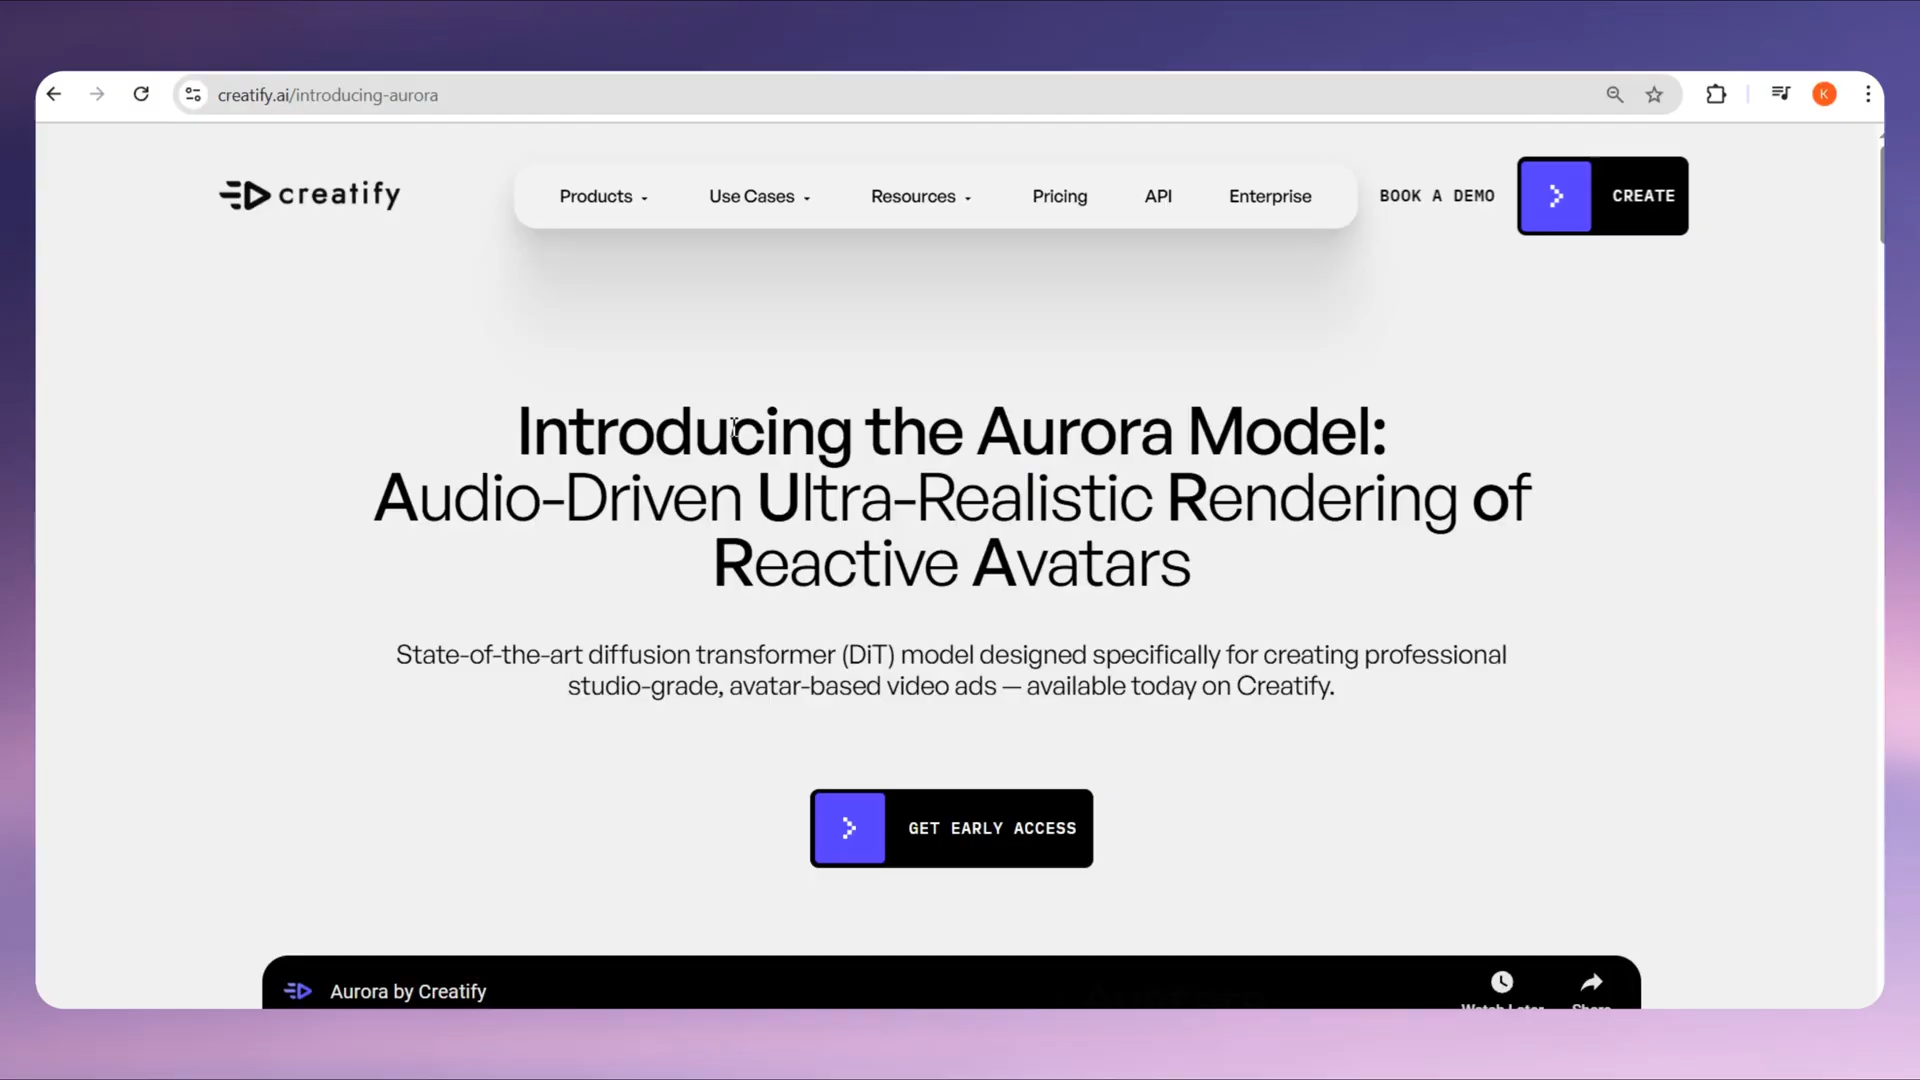 creatify.ai/introducing-aurora
K
creatify
Products
Use Cases
Resources
Pricing
API
Enterprise
BOOK A DEMO
CREATE
Introducing the Aurora Model:
Audio-Driven Ultra-Realistic Rendering of
Reactive Avatars
State-of-the-art diffusion transformer (DiT) model designed specifically for creating professional
studio-grade, avatar-based video ads — available today on Creatify.
GET EARLY ACCESS
Aurora by Creatify
Watch Later
Share